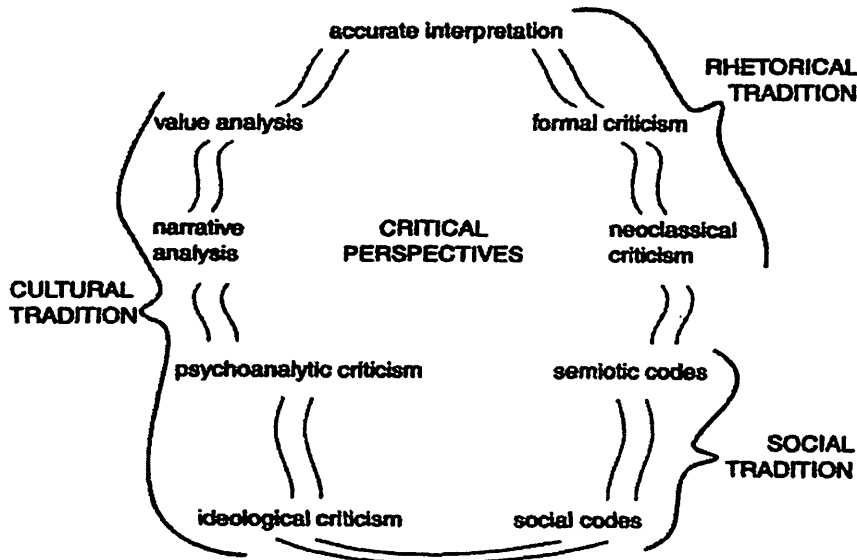 accurate interpretation
RHETORICAL
TRADITION
value analysis
formal criticism
narrative
analysis
CRITICAL
PERSPECTIVES
neoclassical
criticism
CULTURAL
TRADITION
psychoanalytic criticism
semiotic codes
SOCIAL
TRADITION
ideological criticism
social codes